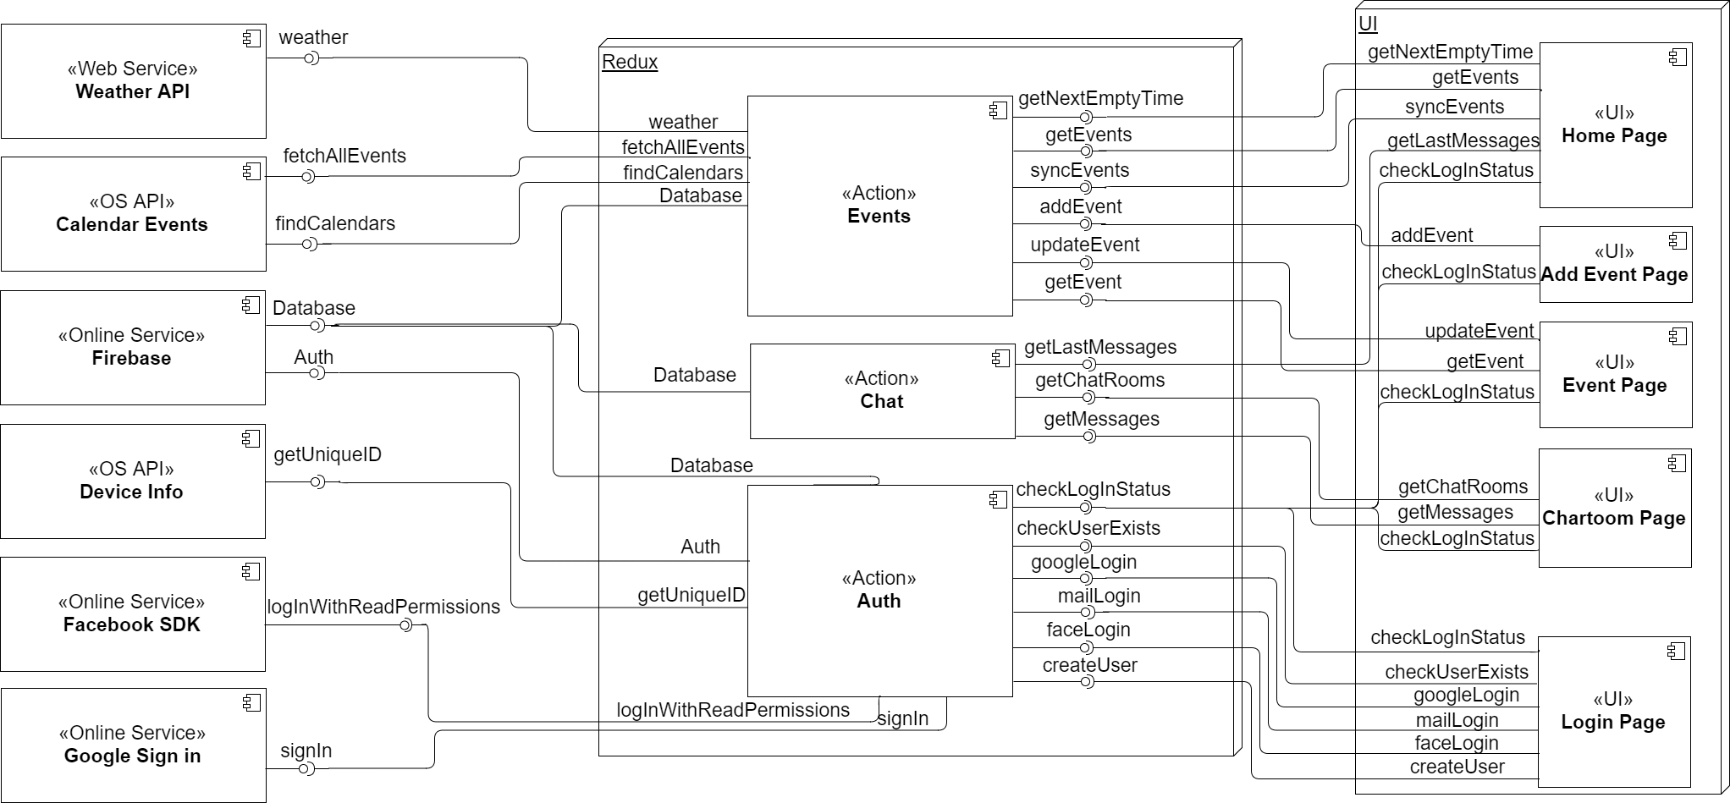 «Web Service»
Weather API
weather
«OS API»
Calendar Events
fetchAllEvents
findCalendars
«Online Service»
Firebase
Database
Auth
«OS API»
Device Info
getUniqueID
«Online Service»
Facebook SDK
logInWithReadPermissions
«Online Service»
Google Sign in
signIn
Redux
weather
fetchAllEvents
findCalendars
Database
«Action»
Events
getNextEmptyTime
getEvents
syncEvents
addEvent
updateEvent
getEvent
Database
«Action»
Chat
getLastMessages
getChatRooms
getMessages
Database
Auth
getUniqueID
logInWithReadPermissions
signIn
«Action»
Auth
checkLogInStatus
checkUserExists
googleLogin
mailLogin
faceLogin
createUser
UI
getNextEmptyTime
getEvents
syncEvents
getLastMessages
checkLogInStatus
«UI»
Home Page
addEvent
checkLogInStatus
«UI»
Add Event Page
updateEvent
getEvent
checkLogInStatus
«UI»
Event Page
getChatRooms
getMessages
checkLogInStatus
«UI»
Chartoom Page
checkLogInStatus
checkUserExists
googleLogin
mailLogin
faceLogin
createUser
«UI»
Login Page